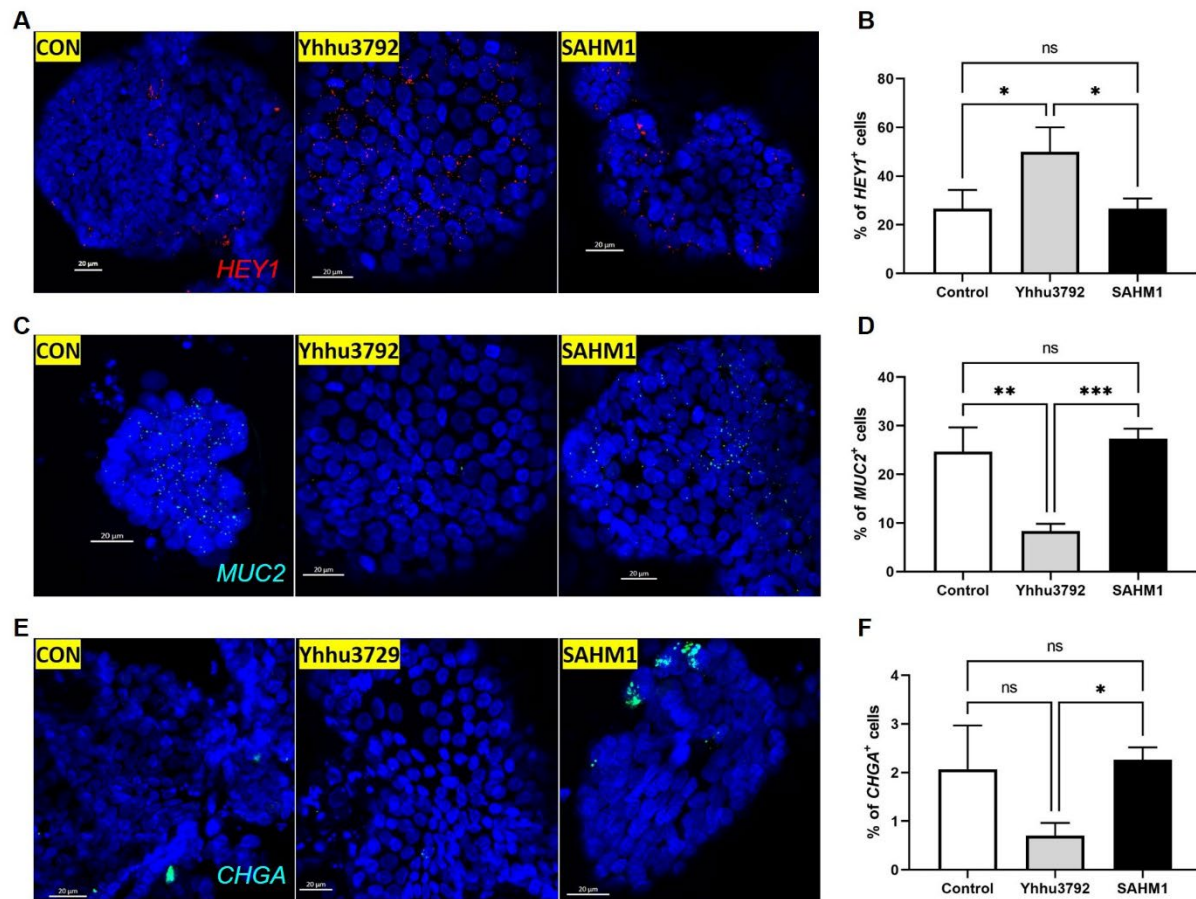 A
CON
Yhhu3792
SAHM1
20 µm
HEY1
20 µm
20 µm
B
ns
*
*
% of HEY1⁺ cells
80
60
40
20
0
Control
Yhhu3792
SAHM1
C
CON
Yhhu3792
SAHM1
20 µm
MUC2
20 µm
20 µm
D
ns
**
***
% of MUC2⁺ cells
40
30
20
10
0
Control
Yhhu3792
SAHM1
E
CON
Yhhu3729
SAHM1
20 µm
CHGA
20 µm
20 µm
F
ns
ns
*
% of CHGA⁺ cells
4
3
2
1
0
Control
Yhhu3792
SAHM1